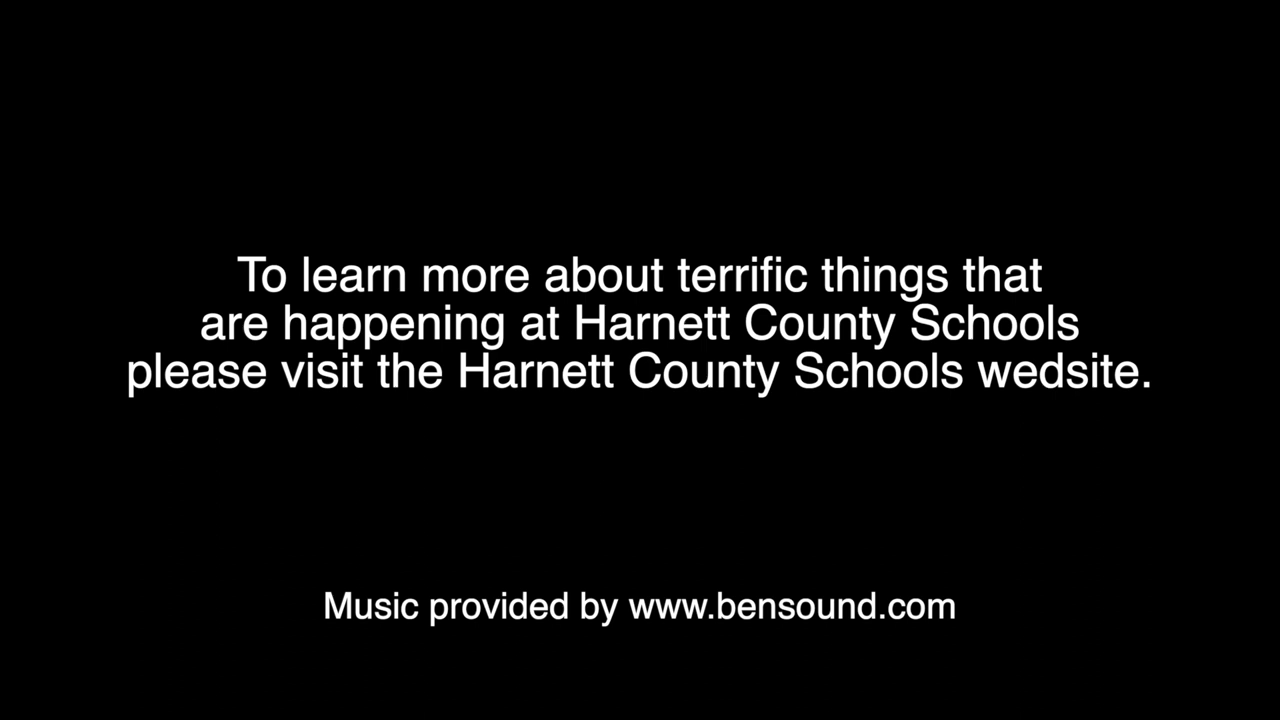 To learn more about terrific things that
are happening at Harnett County Schools
please visit the Harnett County Schools wedsite.
Music provided by www.bensound.com